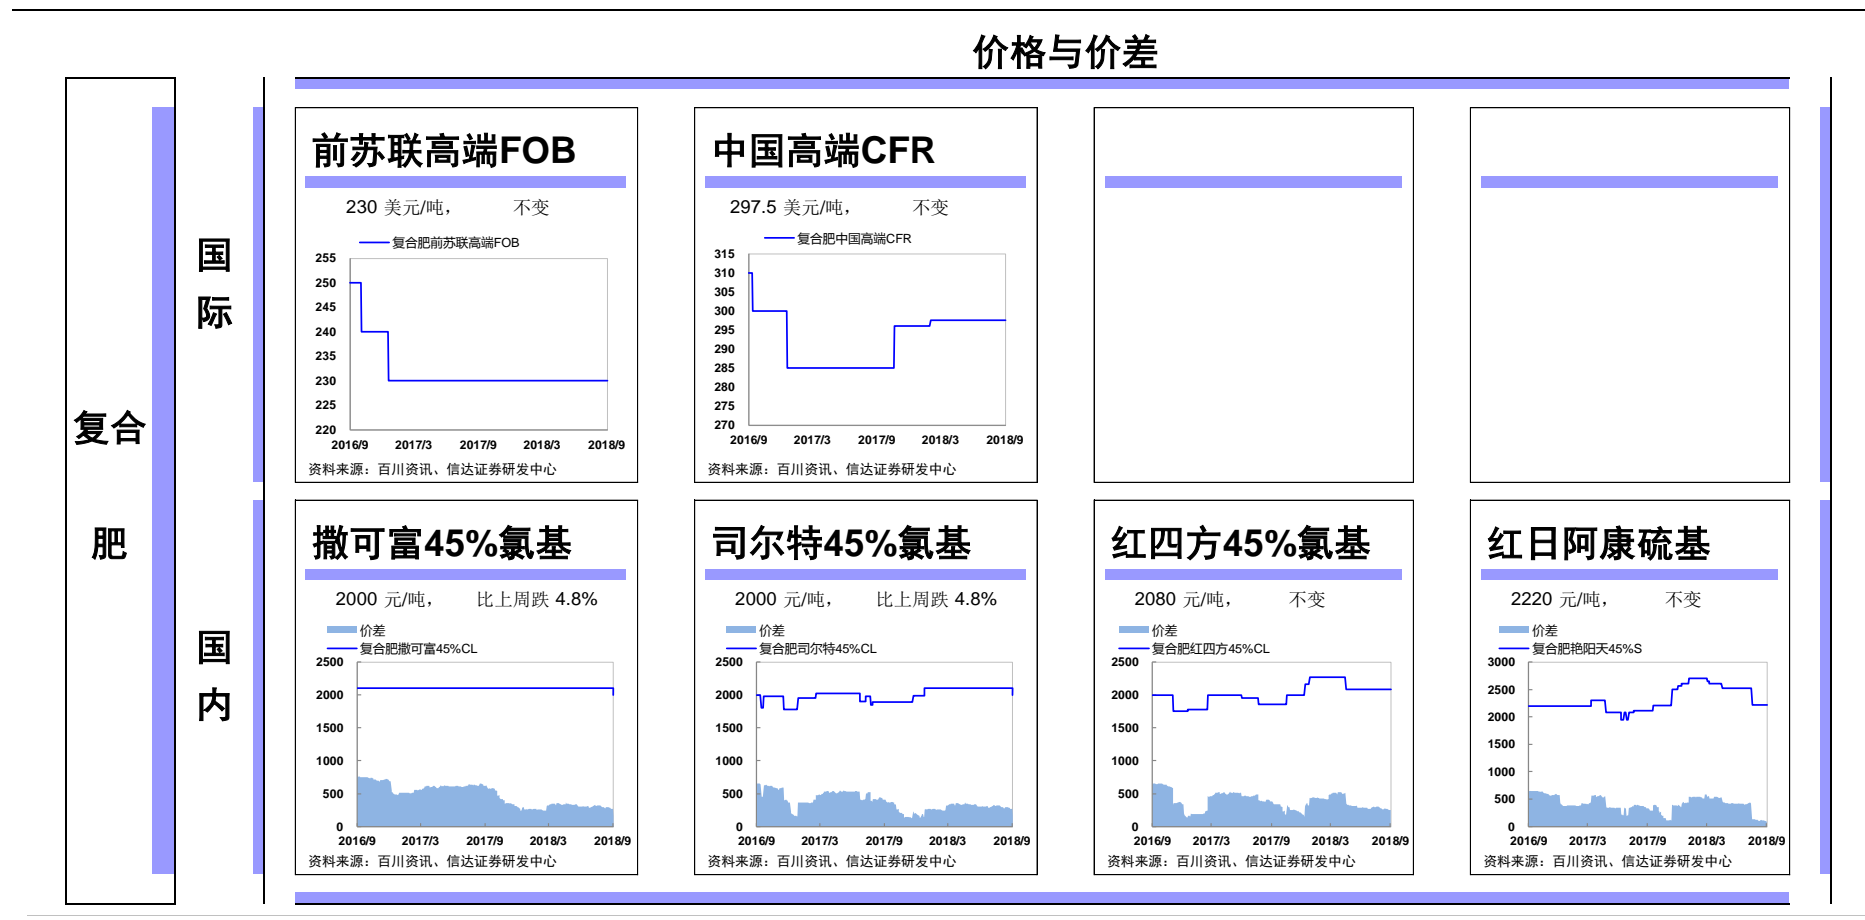 价格与价差
复合
肥
国
际
前苏联高端FOB
230 美元/吨， 不变
复合肥前苏联高端FOB
255
250
245
240
235
230
225
220
2016/9 2017/3 2017/9 2018/3 2018/9
资料来源：百川资讯、信达证券研发中心
中国高端CFR
297.5 美元/吨， 不变
复合肥中国高端CFR
315
310
305
300
295
290
285
280
275
270
2016/9 2017/3 2017/9 2018/3 2018/9
资料来源：百川资讯、信达证券研发中心
国
内
撒可富45%氯基
2000 元/吨， 比上周跌 4.8%
价差
复合肥撒可富45%CL
2500
2000
1500
1000
500
0
2016/9 2017/3 2017/9 2018/3 2018/9
资料来源：百川资讯、信达证券研发中心
司尔特45%氯基
2000 元/吨， 比上周跌 4.8%
价差
复合肥司尔特45%CL
2500
2000
1500
1000
500
0
2016/9 2017/3 2017/9 2018/3 2018/9
资料来源：百川资讯、信达证券研发中心
红四方45%氯基
2080 元/吨， 不变
价差
复合肥红四方45%CL
2500
2000
1500
1000
500
0
2016/9 2017/3 2017/9 2018/3 2018/9
资料来源：百川资讯、信达证券研发中心
红日阿康硫基
2220 元/吨， 不变
价差
复合肥艳阳天45%S
3000
2500
2000
1500
1000
500
0
2016/9 2017/3 2017/9 2018/3 2018/9
资料来源：百川资讯、信达证券研发中心